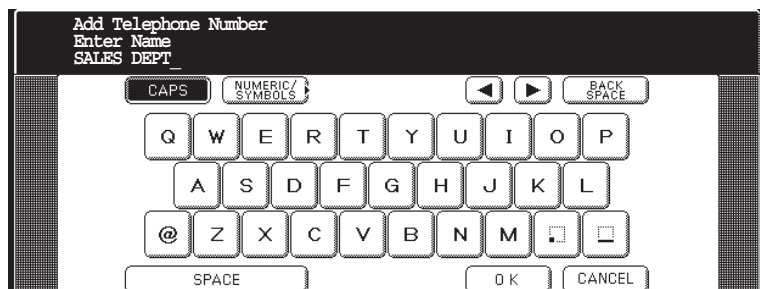 Add Telephone Number
Enter Name
SALES DEPT_
CAPS NUMERIC/ SYMBOLS ◀ ▶ BACK SPACE
Q W E R T Y U I O P
A S D F G H J K L
@ Z X C V B N M . _
SPACE OK CANCEL